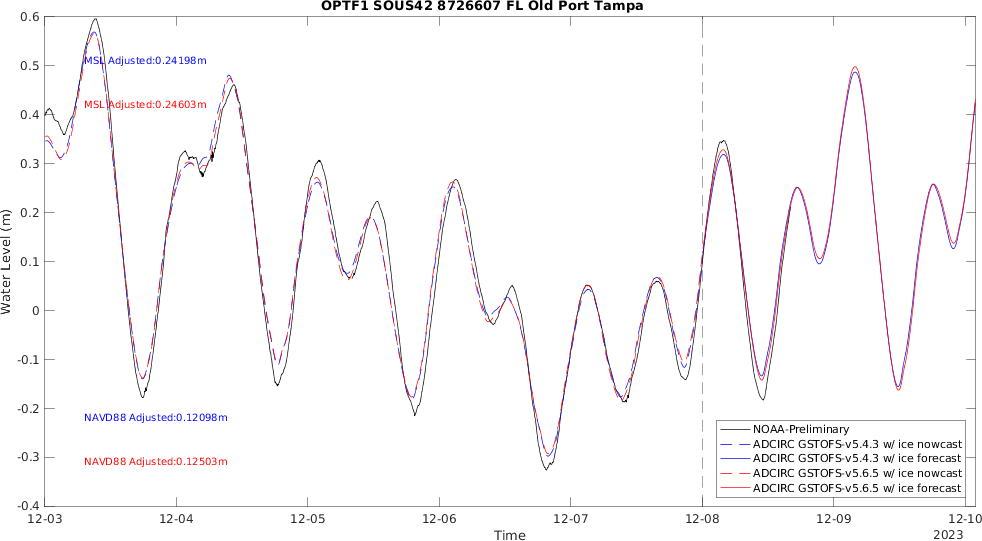 OPTF1 SOUS42 8726607 FL Old Port Tampa
0.6
0.5
0.4
0.3
0.2
0.1
0
-0.1
-0.2
-0.3
-0.4
Water Level (m)
MSL Adjusted:0.24198m
MSL Adjusted:0.24603m
NAVD88 Adjusted:0.12098m
NAVD88 Adjusted:0.12503m
NOAA-Preliminary
ADCIRC GSTOFS-v5.4.3 w/ ice nowcast
ADCIRC GSTOFS-v5.4.3 w/ ice forecast
ADCIRC GSTOFS-v5.6.5 w/ ice nowcast
ADCIRC GSTOFS-v5.6.5 w/ ice forecast
12-03 12-04 12-05 12-06 12-07 12-08 12-09 12-10
Time
2023